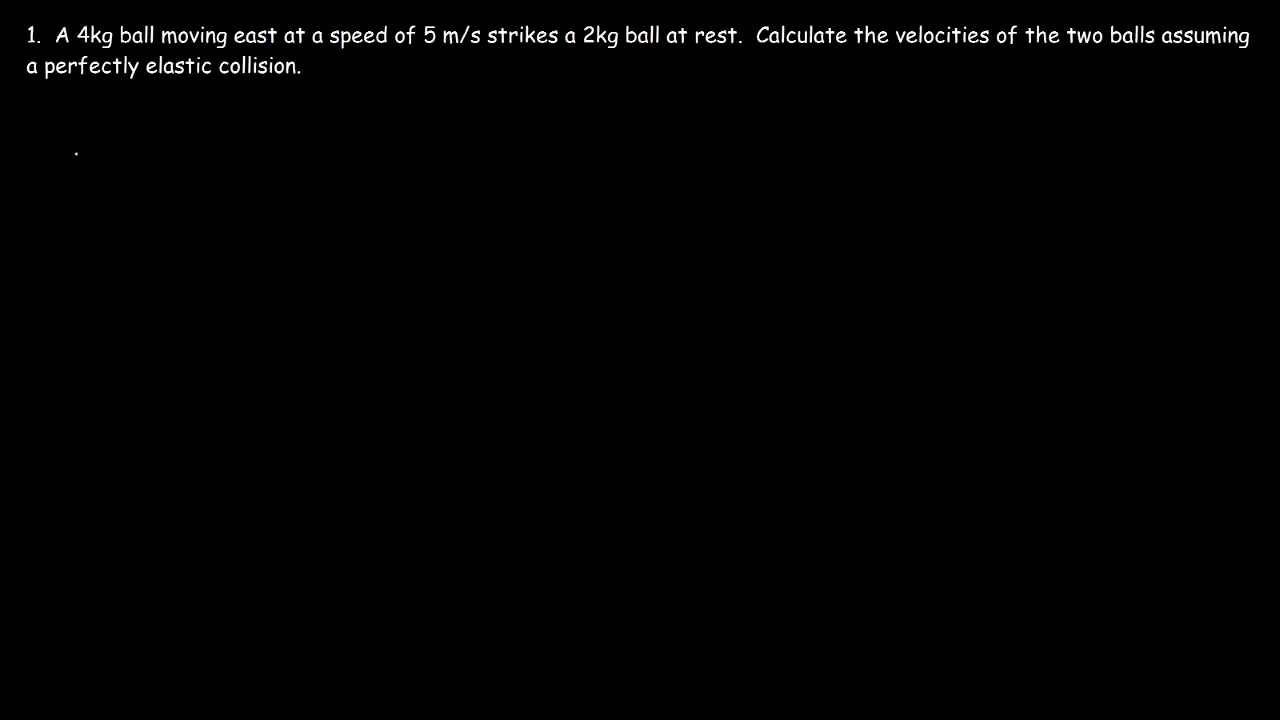 1.  A 4kg ball moving east at a speed of 5 m/s strikes a 2kg ball at rest.  Calculate the velocities of the two balls assuming
a perfectly elastic collision.